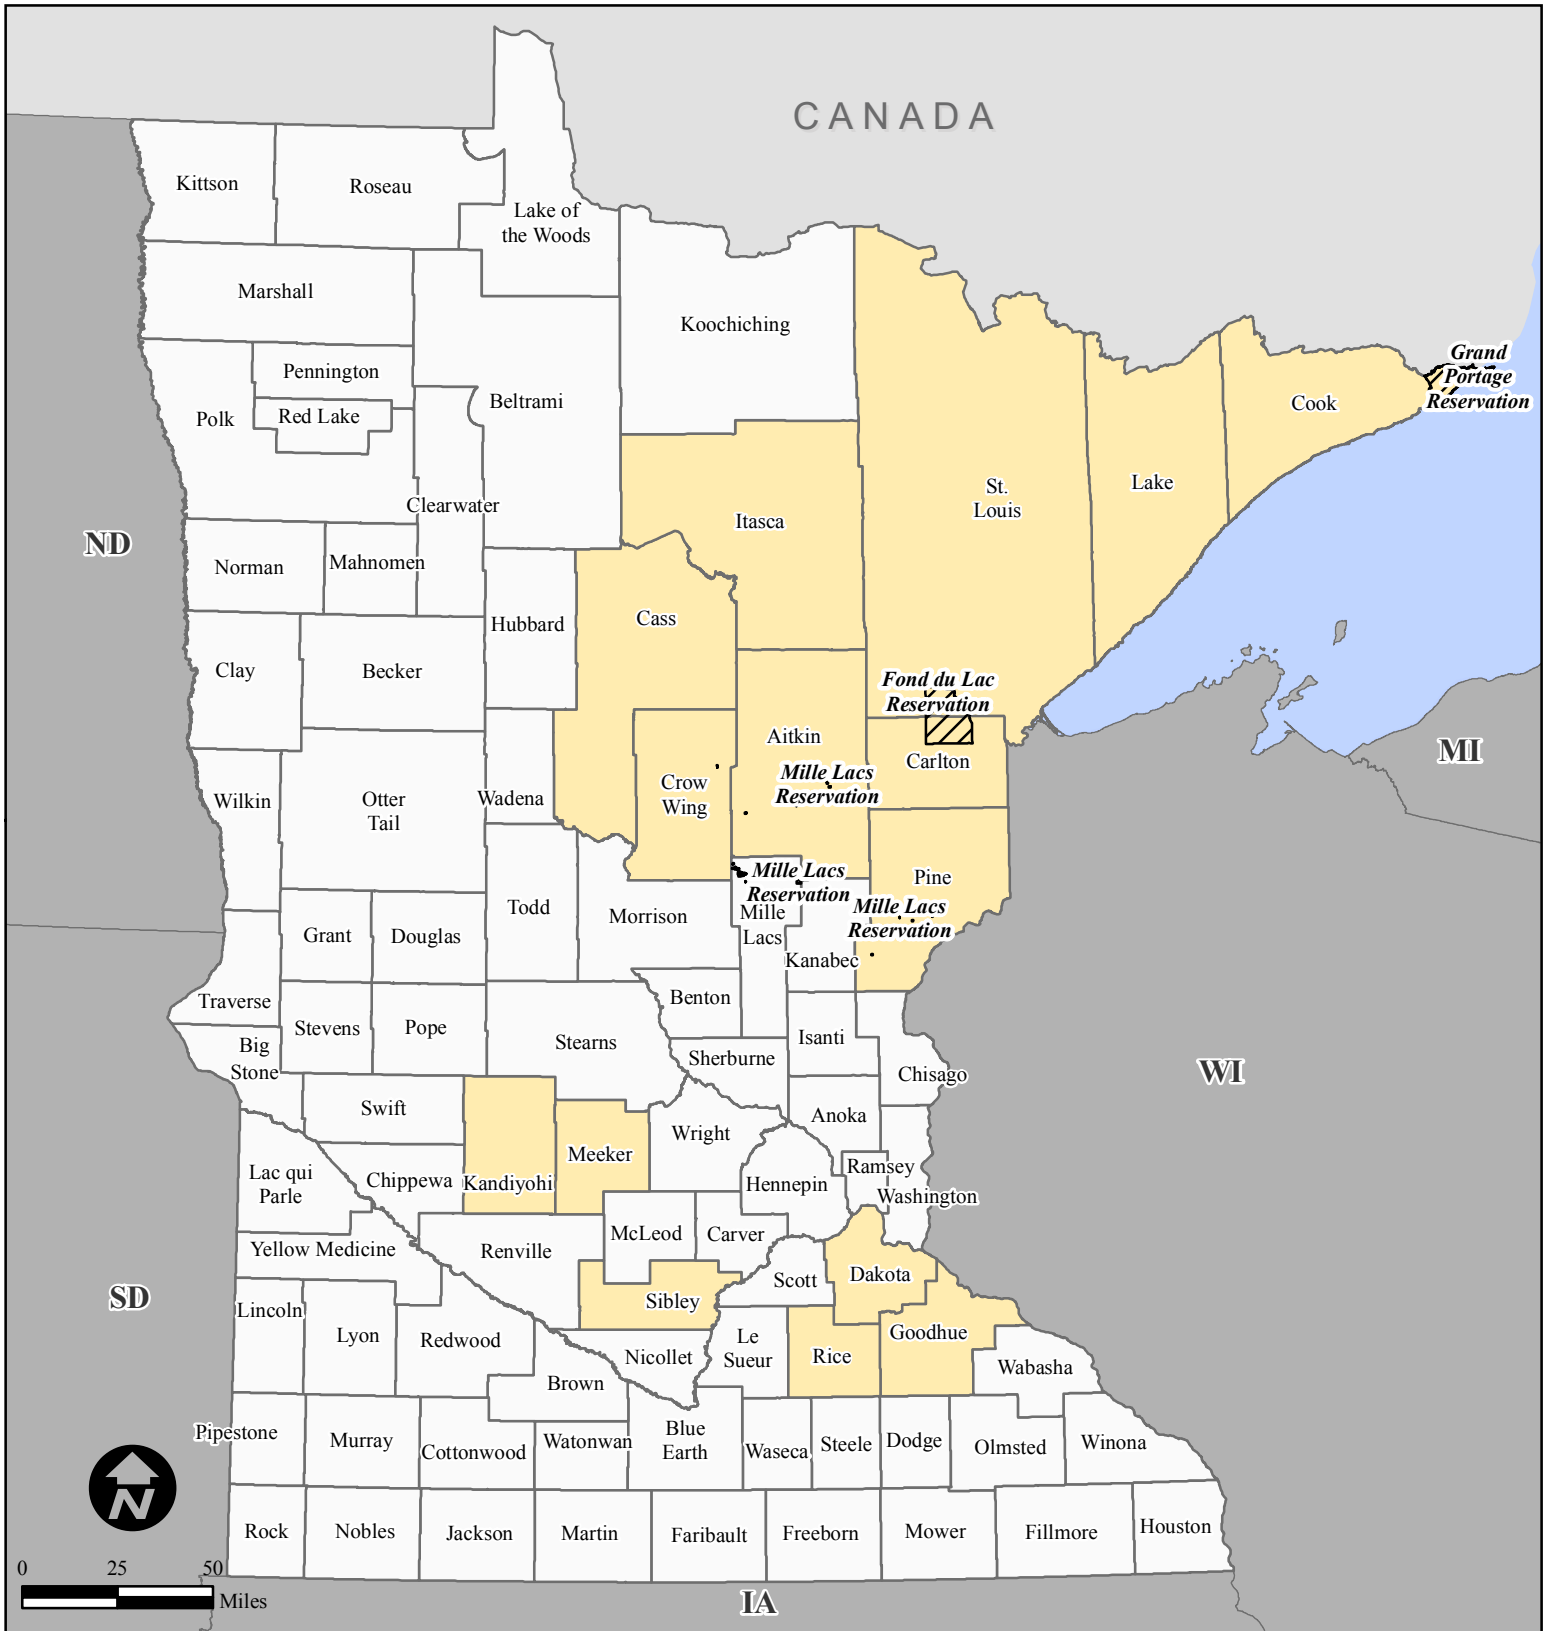 CANADA
Kittson
Roseau
Lake of
the Woods
Marshall
Koochiching
Pennington
Red Lake
Polk
Beltrami
Clearwater
Grand
Portage
Reservation
Cook
Lake
St.
Louis
Itasca
ND
Norman
Mahnomen
Hubbard
Cass
Clay
Becker
Fond du Lac
Reservation
Aitkin
Carlton
MI
Mille Lacs
Reservation
Crow
Wing
Wilkin
Otter
Tail
Wadena
Mille Lacs
Reservation
Pine
Mille Lacs
Reservation
Todd
Morrison
Mille
Lacs
Kanabec
Grant
Douglas
Traverse
Stevens
Pope
Benton
Stearns
Isanti
Big
Stone
Sherburne
Chisago
WI
Swift
Anoka
Wright
Meeker
Kandiyohi
Lac qui
Parle
Chippewa
Hennepin
Ramsey
Washington
McLeod
Carver
Yellow Medicine
Renville
Scott
Dakota
SD
Sibley
Lincoln
Lyon
Redwood
Le
Sueur
Rice
Goodhue
Wabasha
Nicollet
Brown
Pipestone
Murray
Cottonwood
Watonwan
Blue
Earth
Waseca
Steele
Dodge
Olmsted
Winona
N
Rock
Nobles
Jackson
Martin
Faribault
Freeborn
Mower
Fillmore
Houston
0 25 50
Miles
IA